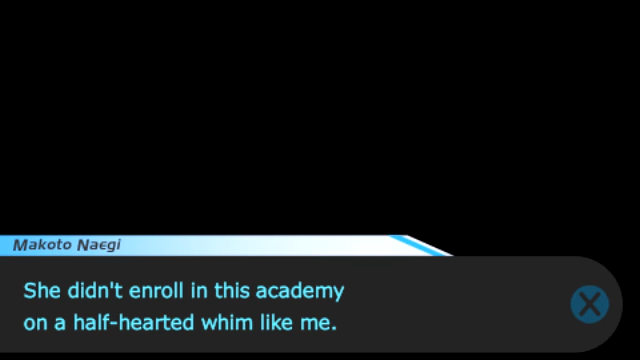 Makoto Naegi
She didn't enroll in this academy
on a half-hearted whim like me.